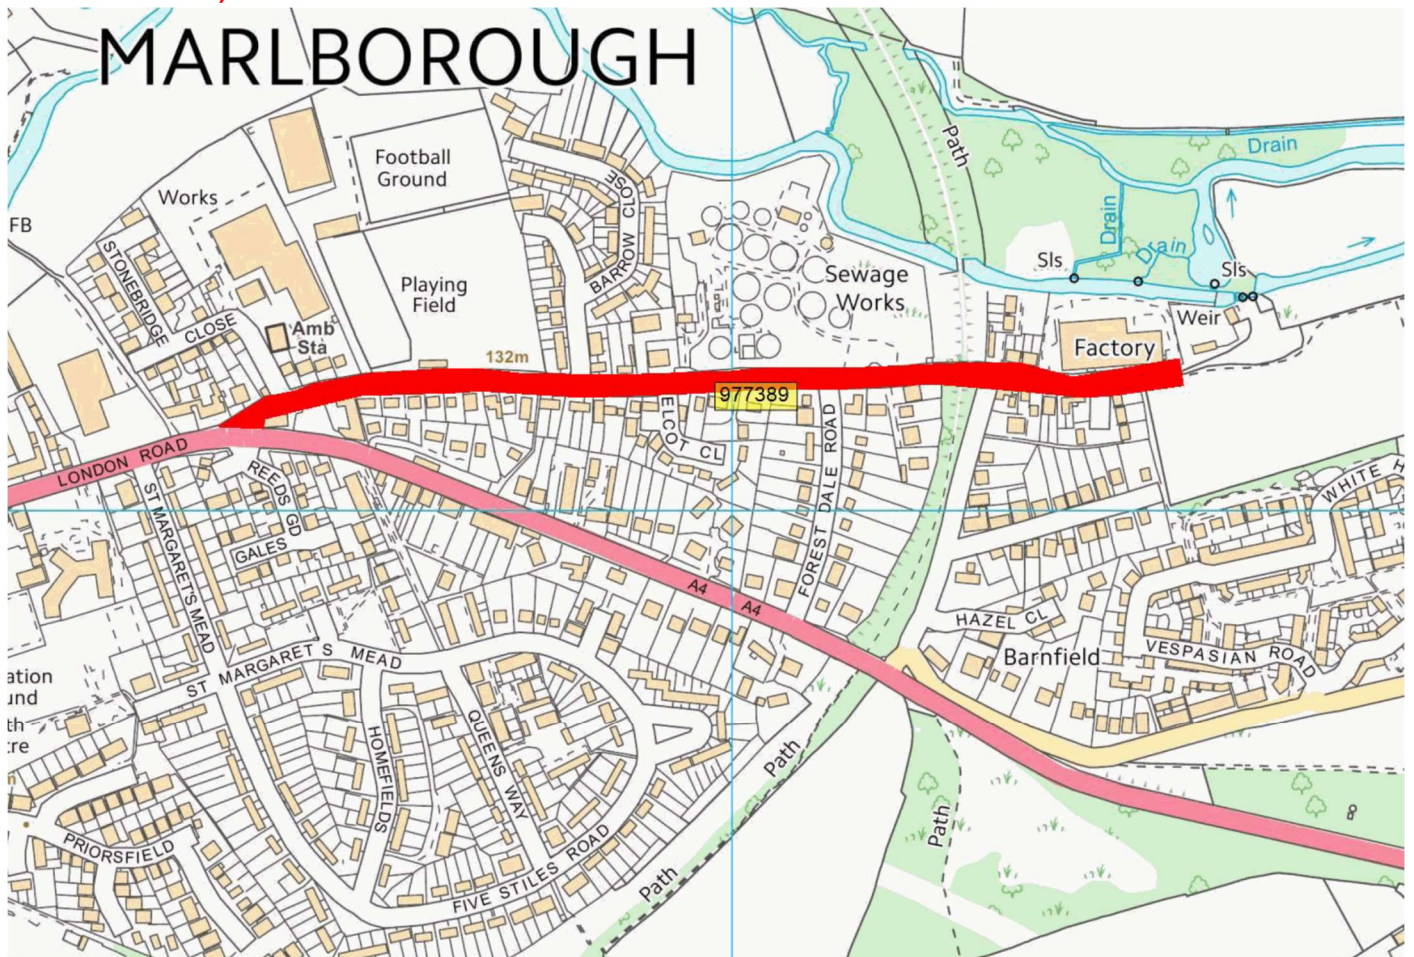 MARLBOROUGH
Football
Ground
Path
Drain
Works
CLOSE
BARROW
FB
Drain
STONEBRIDGE
CLOSE
Playing
Field
Sewage
Works
Sls
Drain
Sls
Amb
Sta
Weir
132m
Factory
977389
ELCOT CL
LONDON ROAD
REEDS GD
ST MARGARET'S MEAD
GALES
FOREST DALE ROAD
WHITE H
A4
A4
HAZEL CL
Barnfield
VESPASIAN ROAD
ST MARGARET S MEAD
ation
und
th
tre
HOMEFIELDS
QUEENS WAY
Path
Path
PRIORSFIELD
FIVE STILES ROAD
Path